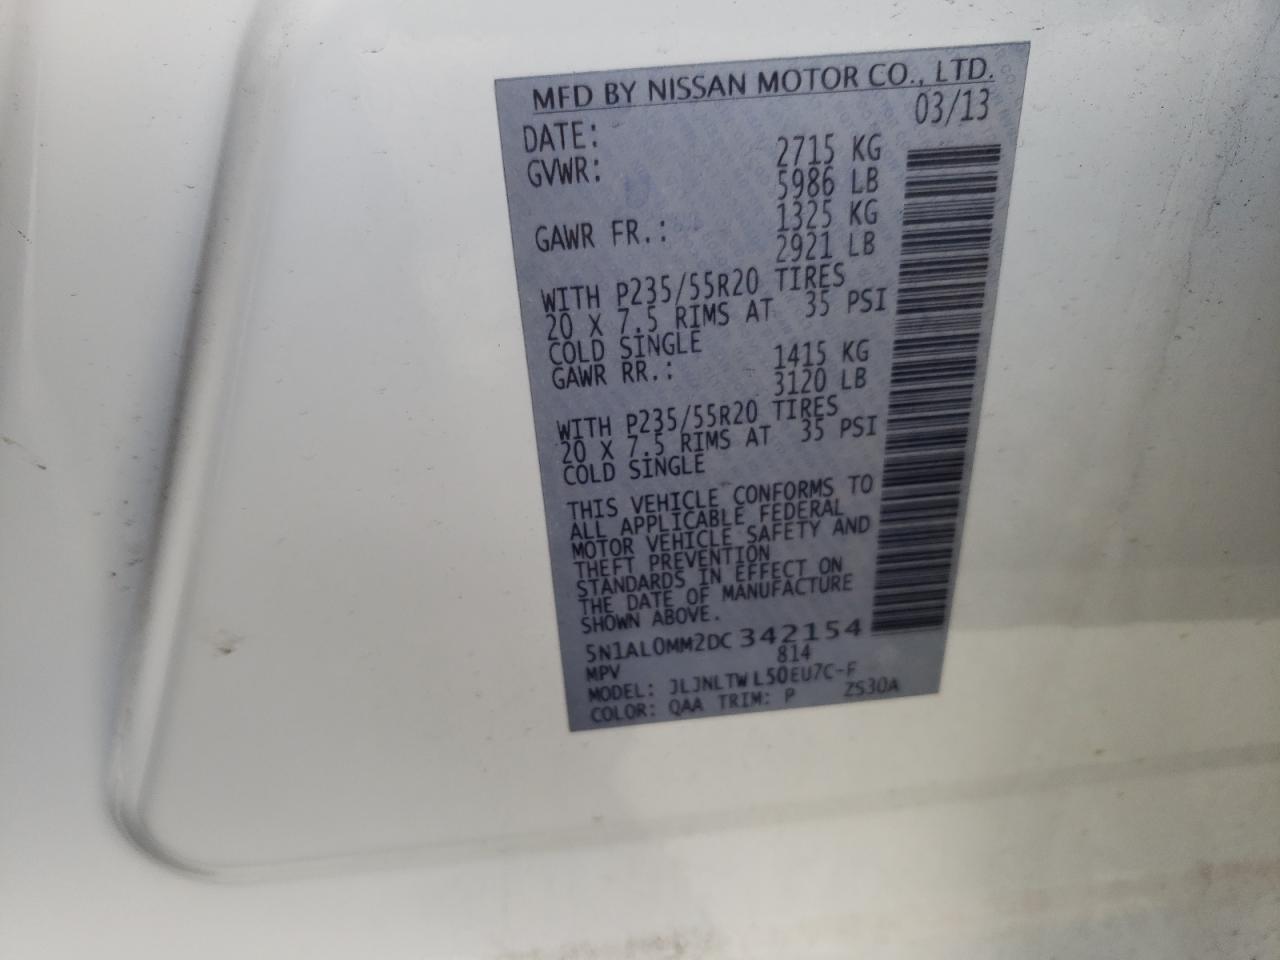 MFD BY NISSAN MOTOR CO., LTD.
DATE: 03/13
GVWR: 2715 KG
5986 LB
GAWR FR.: 1325 KG
2921 LB
WITH P235/55R20 TIRES
20 X 7.5 RIMS AT 35 PSI
COLD SINGLE
GAWR RR.: 1415 KG
3120 LB
WITH P235/55R20 TIRES
20 X 7.5 RIMS AT 35 PSI
COLD SINGLE
THIS VEHICLE CONFORMS TO
ALL APPLICABLE FEDERAL
MOTOR VEHICLE SAFETY AND
THEFT PREVENTION
STANDARDS IN EFFECT ON
THE DATE OF MANUFACTURE
SHOWN ABOVE.
5N1AL0MM2DC 342154
MPV 814
MODEL: JLJNLTW L50EU7C-F
COLOR: QAA TRIM: P ZS30A